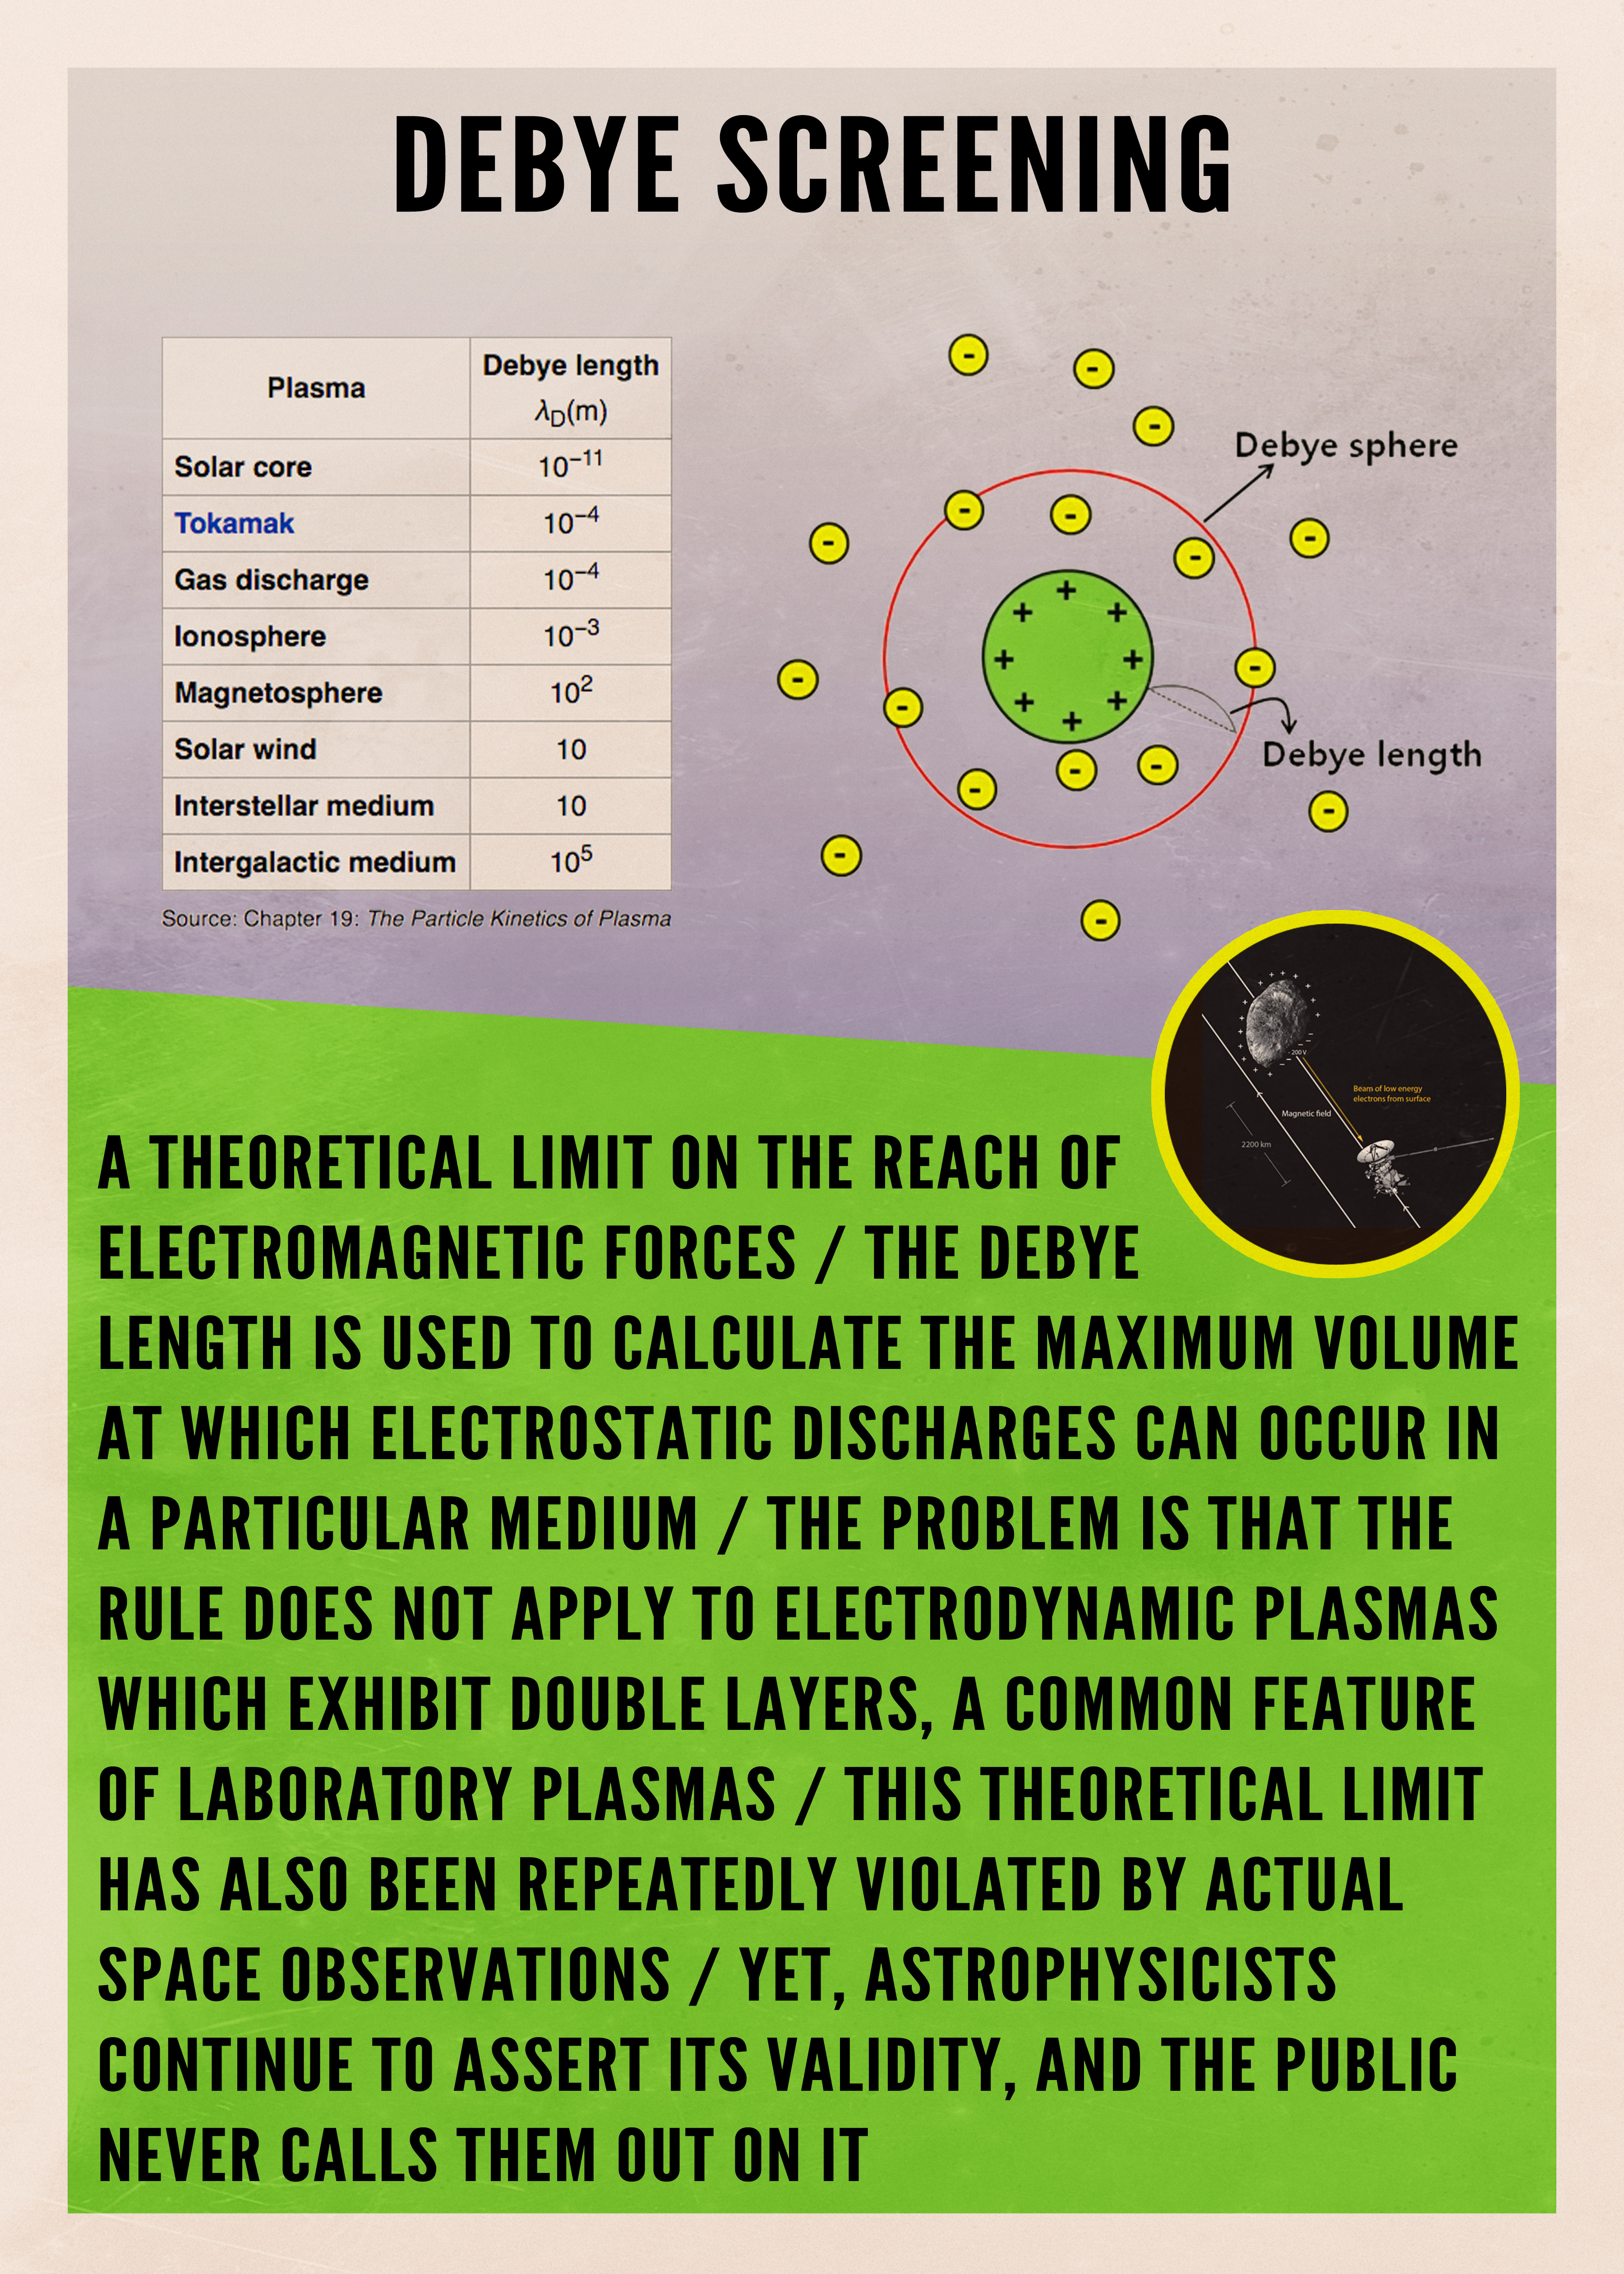 DEBYE SCREENING
Plasma
Debye length
λD(m)
Solar core 10−11
Tokamak 10−4
Gas discharge 10−4
Ionosphere 10−3
Magnetosphere 102
Solar wind 10
Interstellar medium 10
Intergalactic medium 105
Source: Chapter 19: The Particle Kinetics of Plasma
Debye sphere
Debye length
- 200 V
Beam of low energy
electrons from surface
Magnetic field
2200 km
A THEORETICAL LIMIT ON THE REACH OF
ELECTROMAGNETIC FORCES / THE DEBYE
LENGTH IS USED TO CALCULATE THE MAXIMUM VOLUME
AT WHICH ELECTROSTATIC DISCHARGES CAN OCCUR IN
A PARTICULAR MEDIUM / THE PROBLEM IS THAT THE
RULE DOES NOT APPLY TO ELECTRODYNAMIC PLASMAS
WHICH EXHIBIT DOUBLE LAYERS, A COMMON FEATURE
OF LABORATORY PLASMAS / THIS THEORETICAL LIMIT
HAS ALSO BEEN REPEATEDLY VIOLATED BY ACTUAL
SPACE OBSERVATIONS / YET, ASTROPHYSICISTS
CONTINUE TO ASSERT ITS VALIDITY, AND THE PUBLIC
NEVER CALLS THEM OUT ON IT